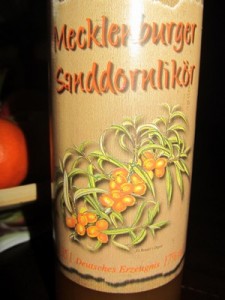 Mecklenburger
Sanddornlikör
Deutsches Erzeugnis